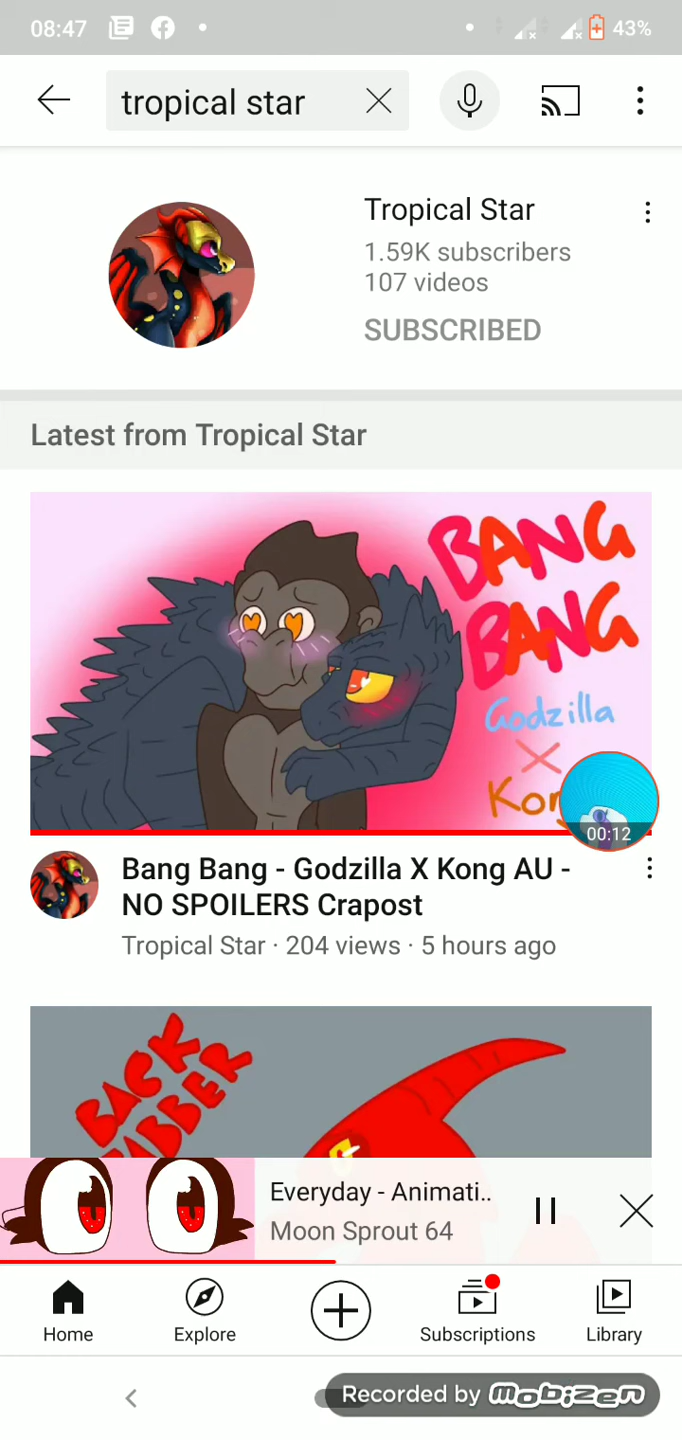 08:47
43%
tropical star
Tropical Star
1.59K subscribers
107 videos
SUBSCRIBED
Latest from Tropical Star
BANG
BANG
Godzilla
X
Kon
00:12
Bang Bang - Godzilla X Kong AU -
NO SPOILERS Crapost
Tropical Star · 204 views · 5 hours ago
BACK
Everyday - Animati..
Moon Sprout 64
Home
Explore
Subscriptions
Library
Recorded by mobizen